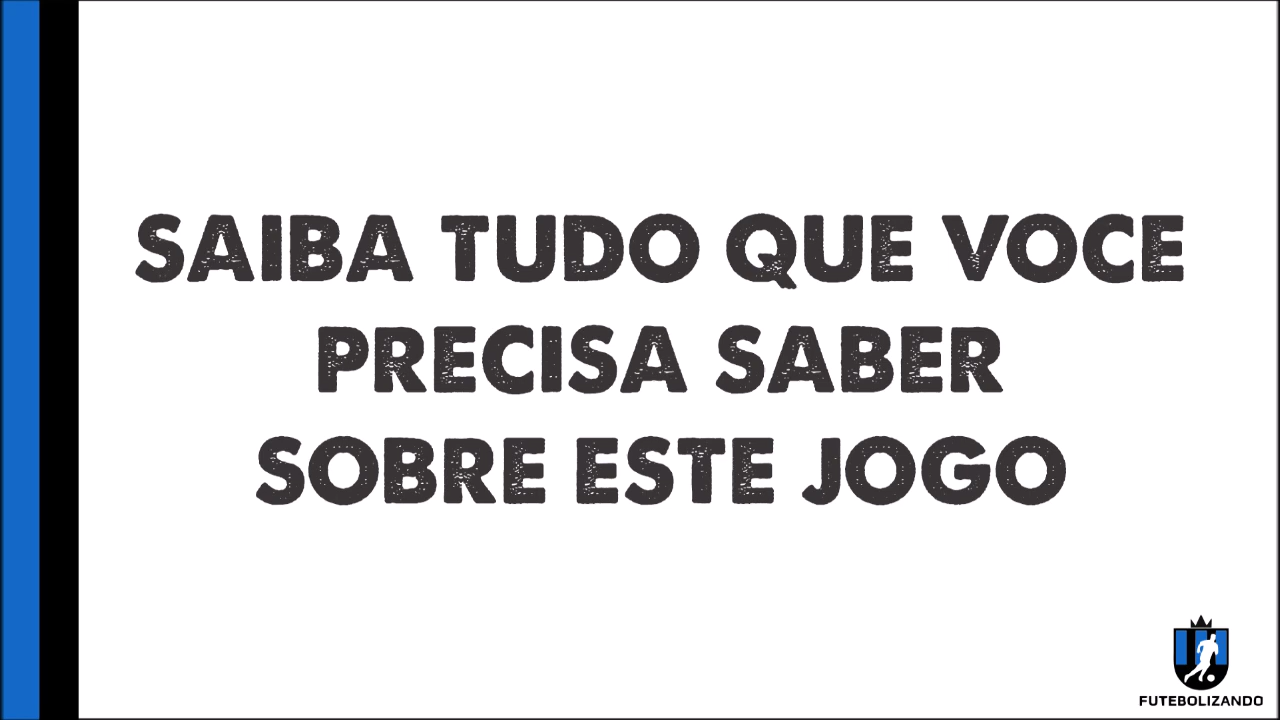 SAIBA TUDO QUE VOCE
PRECISA SABER
SOBRE ESTE JOGO
FUTEBOLIZANDO